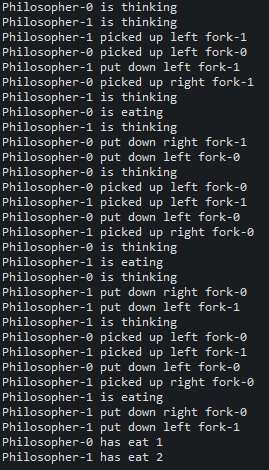 Philosopher-0 is thinking
Philosopher-1 is thinking
Philosopher-1 picked up left fork-1
Philosopher-0 picked up left fork-0
Philosopher-1 put down left fork-1
Philosopher-0 picked up right fork-1
Philosopher-1 is thinking
Philosopher-0 is eating
Philosopher-1 is thinking
Philosopher-0 put down right fork-1
Philosopher-0 put down left fork-0
Philosopher-0 is thinking
Philosopher-0 picked up left fork-0
Philosopher-1 picked up left fork-1
Philosopher-0 put down left fork-0
Philosopher-1 picked up right fork-0
Philosopher-0 is thinking
Philosopher-1 is eating
Philosopher-0 is thinking
Philosopher-1 put down right fork-0
Philosopher-1 put down left fork-1
Philosopher-1 is thinking
Philosopher-0 picked up left fork-0
Philosopher-1 picked up left fork-1
Philosopher-0 put down left fork-0
Philosopher-1 picked up right fork-0
Philosopher-1 is eating
Philosopher-1 put down right fork-0
Philosopher-1 put down left fork-1
Philosopher-0 has eat 1
Philosopher-1 has eat 2